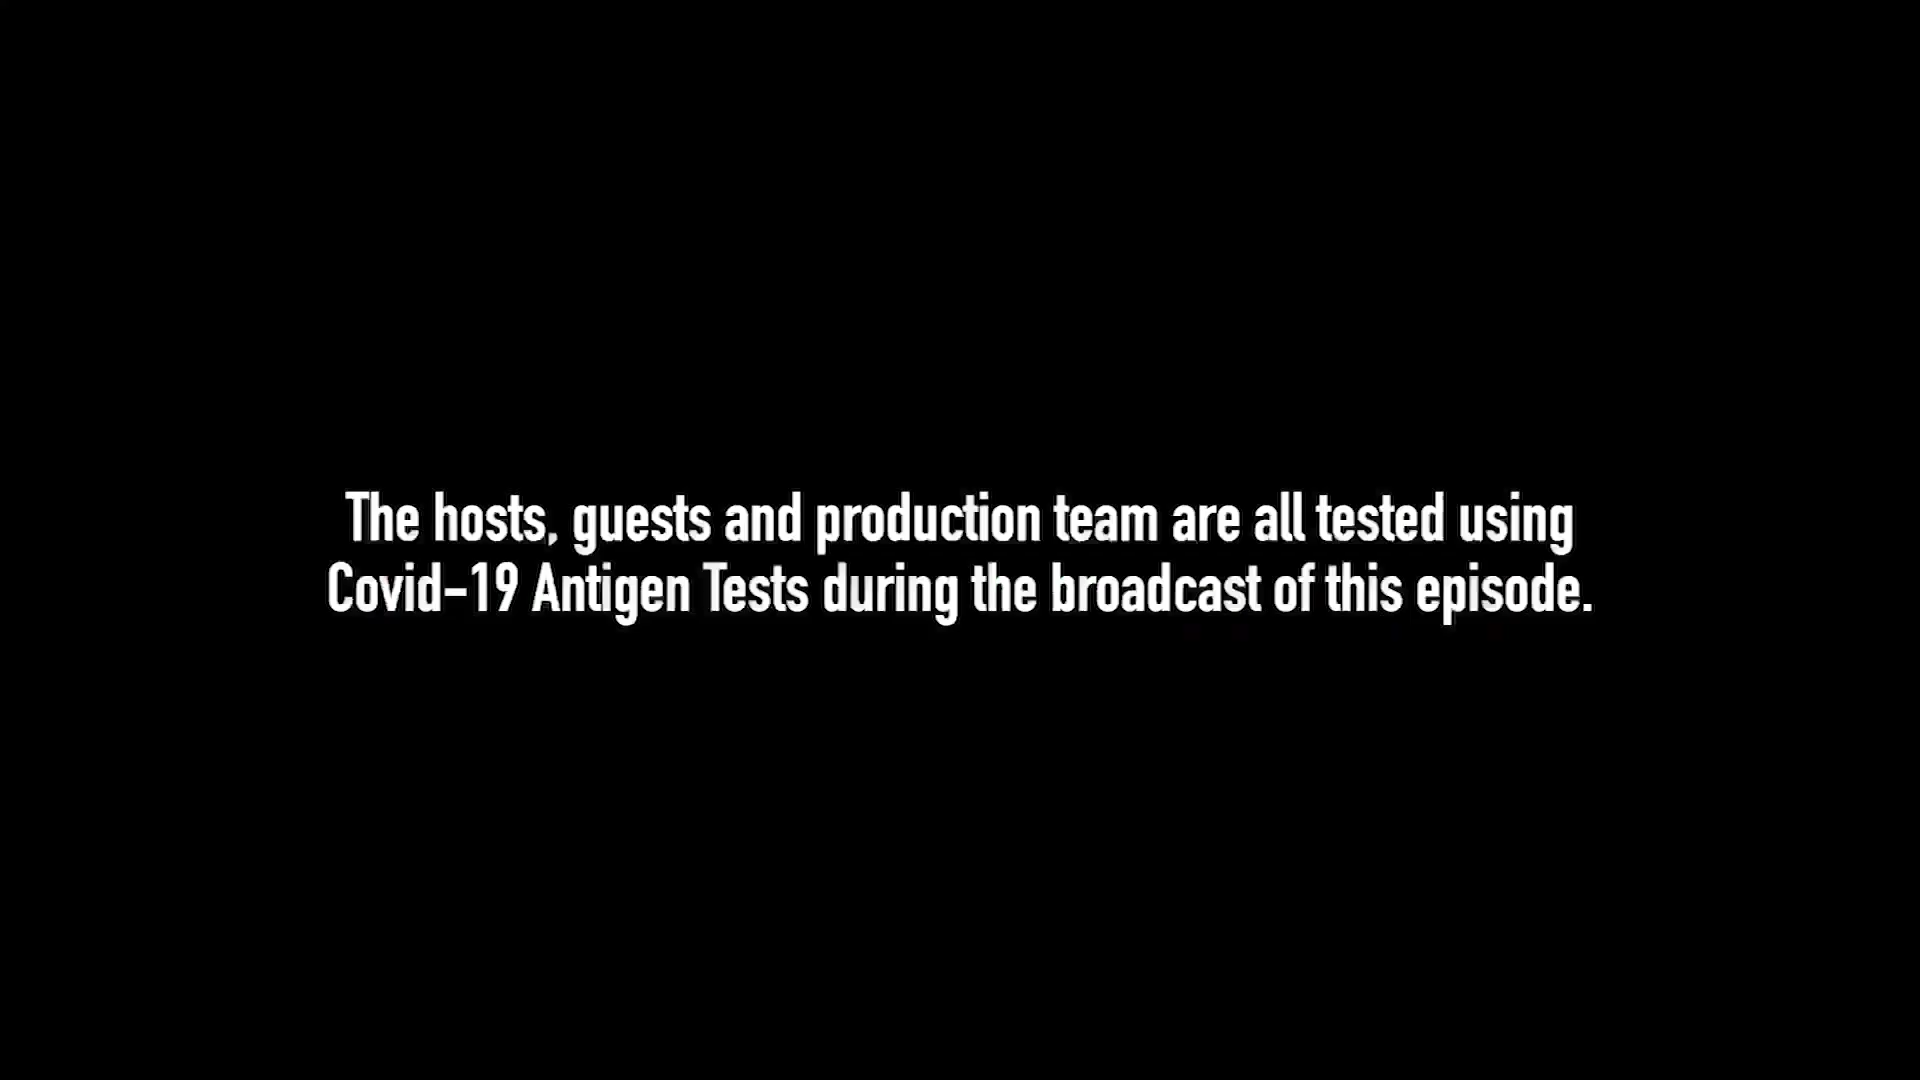 The hosts, guests and production team are all tested using
Covid-19 Antigen Tests during the broadcast of this episode.